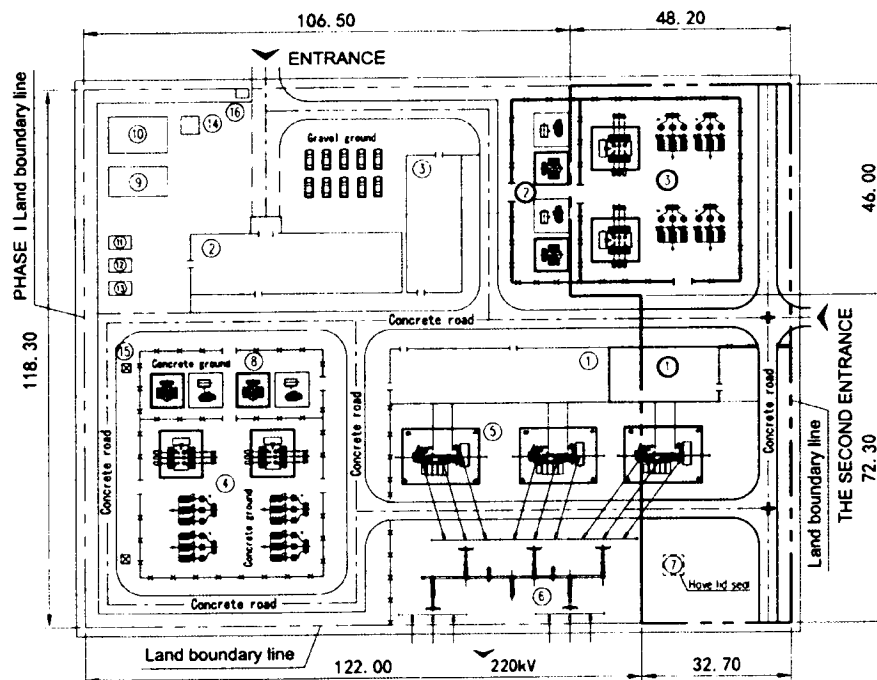 106.50
48.20
ENTRANCE
PHASE I Land boundary line
118.30
16
14
10
9
Gravel ground
3
2
11
12
13
2
3
46.00
Concrete road
15
Concrete ground
8
1
1
THE SECOND ENTRANCE
72.30
Concrete road
Concrete road
Concrete road
Land boundary line
5
4
Concrete ground
7
Have lid seal
6
Concrete road
Land boundary line
122.00
220kV
32.70